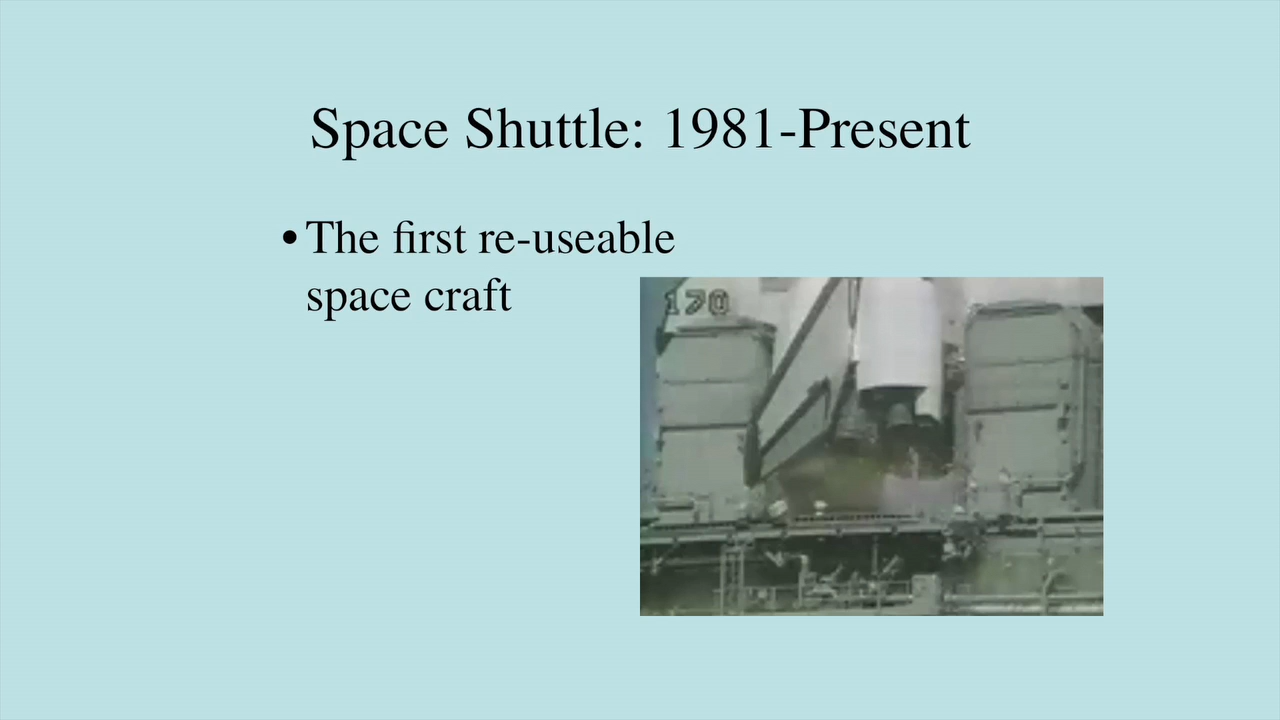 Space Shuttle: 1981-Present
•The first re-useable
space craft
170